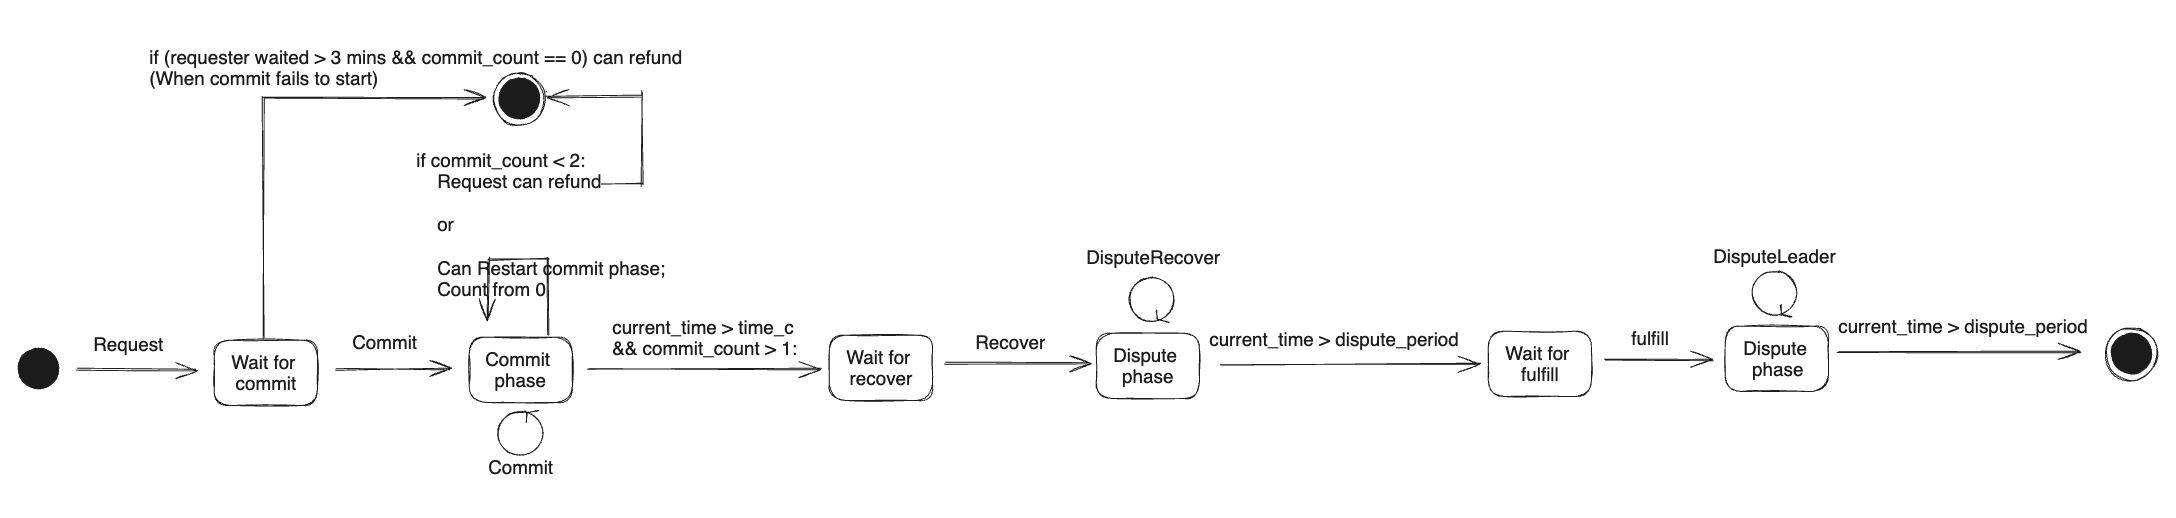 if (requester waited > 3 mins && commit_count == 0) can refund
(When commit fails to start)
if commit_count < 2:
Request can refund
or
Can Restart commit phase;
Count from 0
Request
Wait for
commit
Commit
Commit
phase
Commit
current_time > time_c
&& commit_count > 1:
Wait for
recover
Recover
DisputeRecover
Dispute
phase
current_time > dispute_period
Wait for
fulfill
fulfill
DisputeLeader
Dispute
phase
current_time > dispute_period